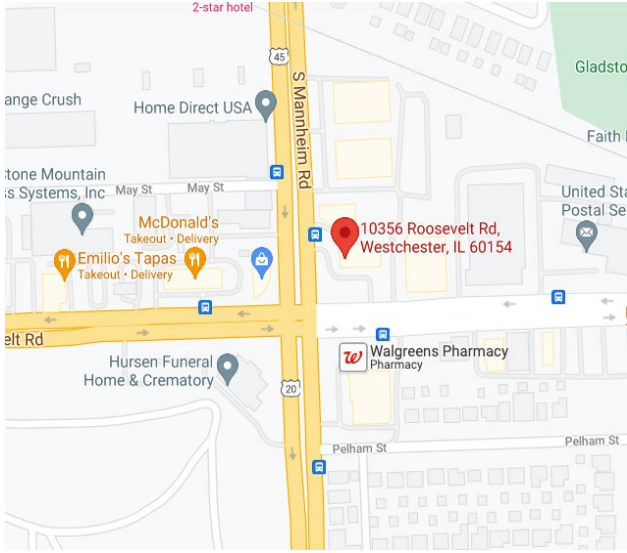 2-star hotel
45
Gladsto
ange Crush
Home Direct USA
S Mannheim Rd
Faith
stone Mountain
ss Systems, Inc
May St
May St
United Sta
Postal Se
McDonald's
Takeout • Delivery
10356 Roosevelt Rd,
Westchester, IL 60154
Emilio's Tapas
Takeout • Delivery
elt Rd
Hursen Funeral
Home & Crematory
W
Walgreens Pharmacy
Pharmacy
20
Pelham St
Pelham St